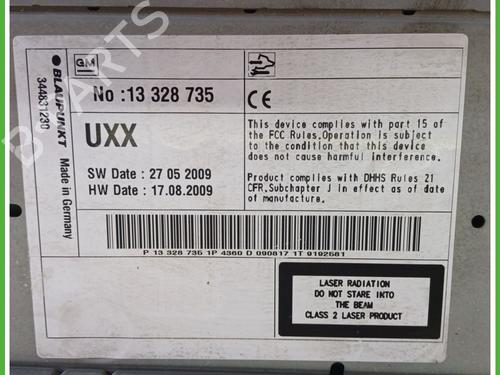 BLAUPUNKT
344831230
Made in Germany
GM
No :13 328 735
UXX
SW Date : 27 05 2009
HW Date : 17.08.2009
CE
This device complies with part 15 of
the FCC Rules.Operation is subject
to the condition that this device
does not cause harmful interference.
Product complies with DHHS Rules 21
CFR.Subchapter J in effect as of date
of manufacture.
P 13 328 735 1P 4360 D 090817 1T 9192581
LASER RADIATION
DO NOT STARE INTO
THE BEAM
CLASS 2 LASER PRODUCT
B-PARTS